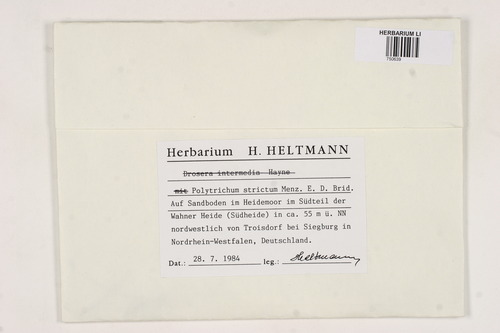 HERBARIUM LI
750639
Herbarium H. HELTMANN
Drosera intermedia Hayne
mit Polytrichum strictum Menz. E. D. Brid.
Auf Sandboden im Heidemoor im Südteil der
Wahner Heide (Südheide) in ca. 55 m ü. NN
nordwestlich von Troisdorf bei Siegburg in
Nordrhein-Westfalen, Deutschland.
Dat.: 28. 7. 1984 leg.: Heltmann